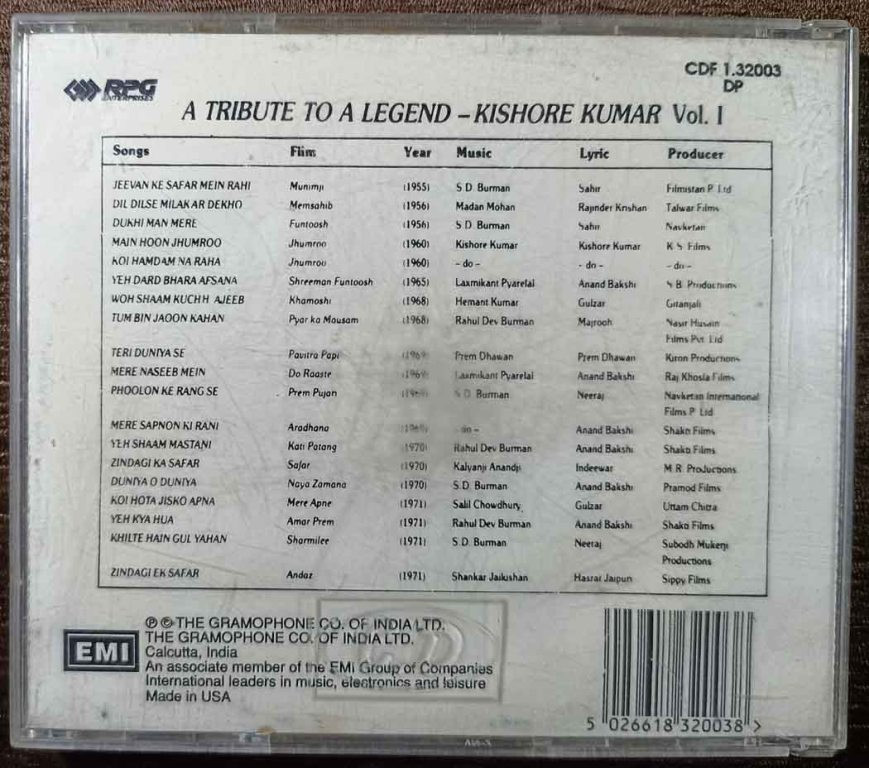 RPG
ENTERPRISES
CDF 1.32003
DP
A TRIBUTE TO A LEGEND – KISHORE KUMAR Vol. I
Songs Flim Year Music Lyric Producer
JEEVAN KE SAFAR MEIN RAHI Munimji (1955) S.D. Burman Sahir Filmistan P. Ltd
DIL DILSE MILAKAR DEKHO Memsahib (1956) Madan Mohan Rajinder Krishan Talwar Films
DUKHI MAN MERE Funtoosh (1956) S.D. Burman Sahir Navketan
MAIN HOON JHUMROO Jhumroo (1960) Kishore Kumar Kishore Kumar K.S. Films
KOI HAMDAM NA RAHA Jhumroo (1960) – do – – do – – do –
YEH DARD BHARA AFSANA Shreeman Funtoosh (1965) Laxmikant Pyarelal Anand Bakshi S.B. Productions
WOH SHAAM KUCHH AJEEB Khamoshi (1968) Hemant Kumar Gulzar Gitanjali
TUM BIN JAOON KAHAN Pyar ka Mausam (1968) Rahul Dev Burman Majrooh Nasir Husain
Films Pvt. Ltd
TERI DUNIYA SE Pavitra Papi (1969) Prem Dhawan Prem Dhawan Kiron Productions
MERE NASEEB MEIN Do Raaste (1969) Laxmikant Pyarelal Anand Bakshi Raj Khosla Films
PHOOLON KE RANG SE Prem Pujari S.D. Burman Neeraj Navketan International
Films P. Ltd
MERE SAPNON KI RANI Aradhana – do – Anand Bakshi Shakti Films
YEH SHAAM MASTANI Kati Patang (1970) Rahul Dev Burman Anand Bakshi Shakti Films
ZINDAGI KA SAFAR Safar (1970) Kalyanji Anandji Indeewar M.R. Productions
DUNIYA O DUNIYA Naya Zamana (1970) S.D. Burman Anand Bakshi Pramod Films
KOI HOTA JISKO APNA Mere Apne (1971) Salil Chowdhury Gulzar Uttam Chitra
YEH KYA HUA Amar Prem (1971) Rahul Dev Burman Anand Bakshi Shakti Films
KHILTE HAIN GUL YAHAN Sharmilee (1971) S.D. Burman Neeraj Subodh Mukerji
Productions
ZINDAGI EK SAFAR Andaz (1971) Shankar Jaikishan Hasrat Jaipuri Sippy Films
EMI
℗ © THE GRAMOPHONE CO. OF INDIA LTD.
THE GRAMOPHONE CO. OF INDIA LTD.
Calcutta, India
An associate member of the EMI Group of Companies
International leaders in music, electronics and leisure
Made in USA
5 026618 320038 >